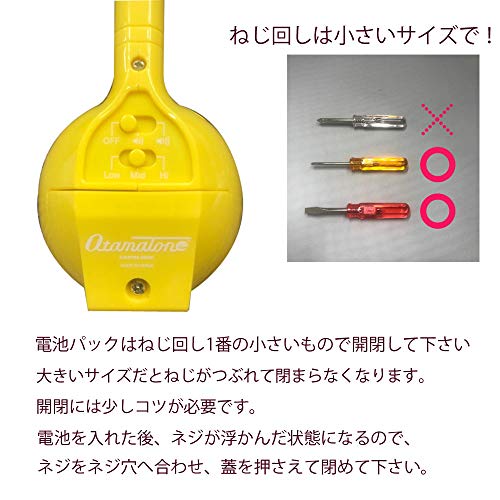 ねじ回しは小さいサイズで！
OFF
Low Mid Hi
Otamatone
電池パックはねじ回し1番の小さいもので開閉して下さい
大きいサイズだとねじがつぶれて閉まらなくなります。
開閉には少しコツが必要です。
電池を入れた後、ネジが浮かんだ状態になるので、
ネジをネジ穴へ合わせ、蓋を押さえて閉めて下さい。